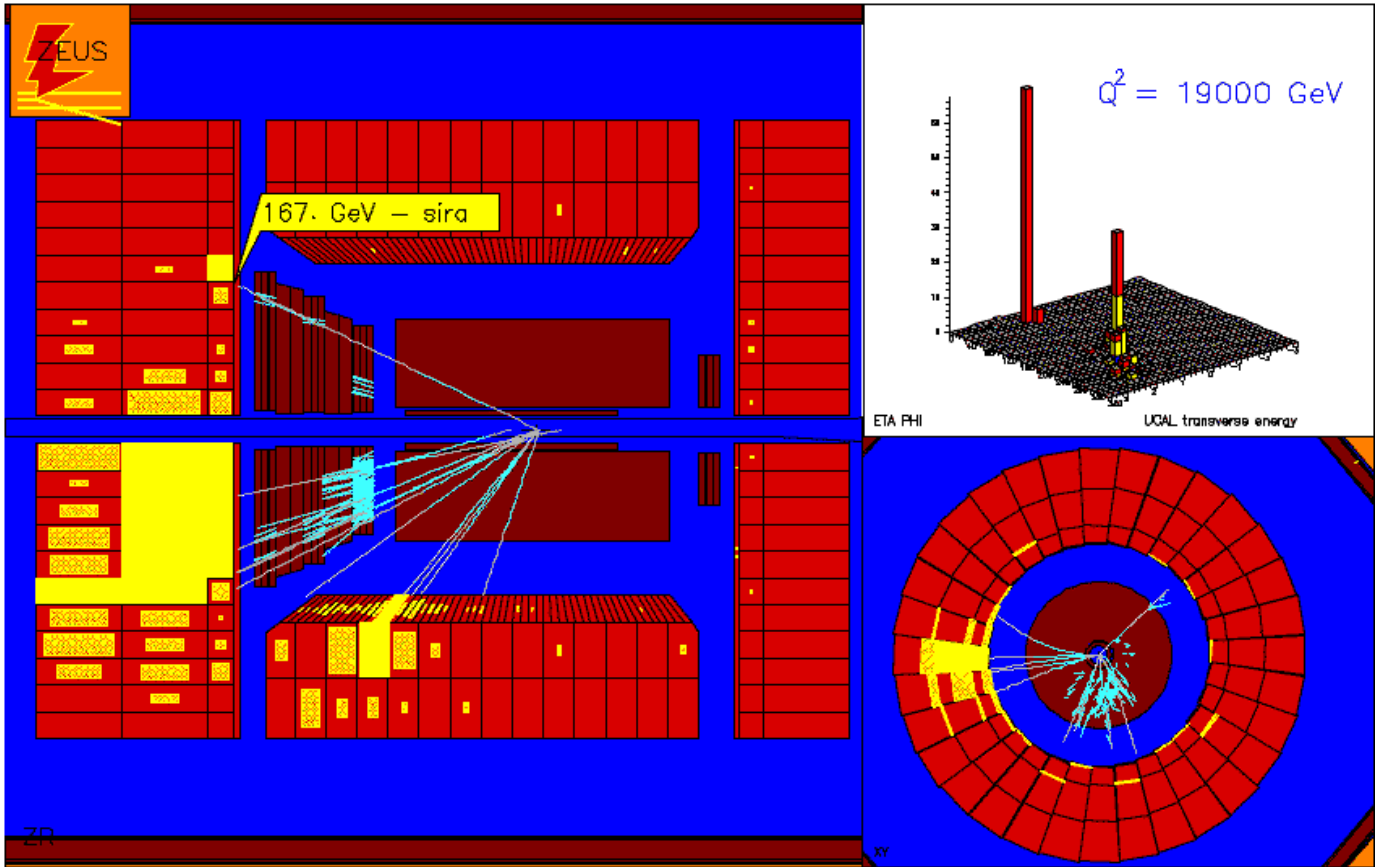 ZEUS
167. GeV – sira
ZR
Q² = 19000 GeV
ETA PHI
UCAL transverse energy
XY